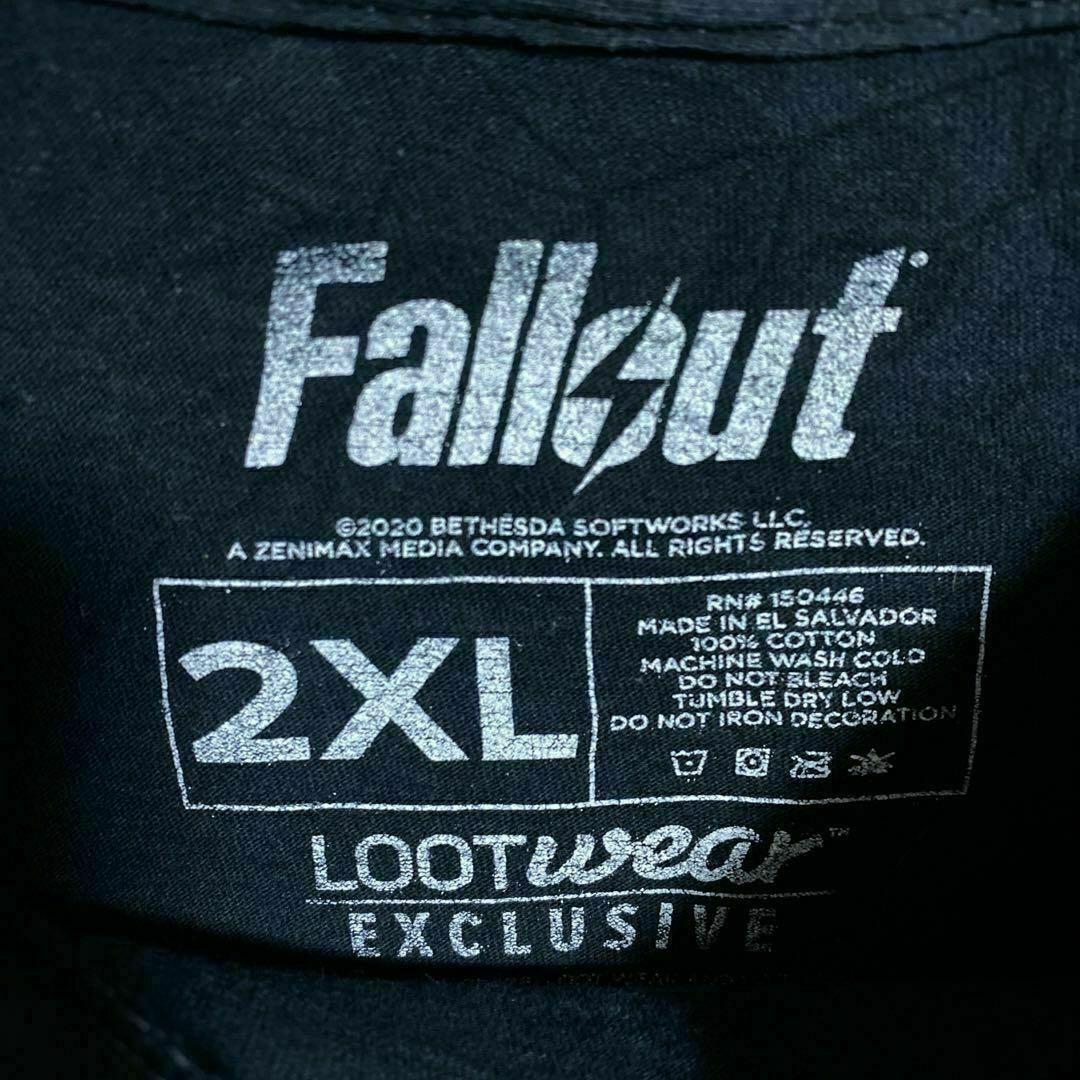 Fallout
©2020 BETHESDA SOFTWORKS LLC,
A ZENIMAX MEDIA COMPANY. ALL RIGHTS RESERVED.
2XL
RN# 150446
MADE IN EL SALVADOR
100% COTTON
MACHINE WASH COLD
DO NOT BLEACH
TUMBLE DRY LOW
DO NOT IRON DECORATION
LOOTwear™
EXCLUSIVE